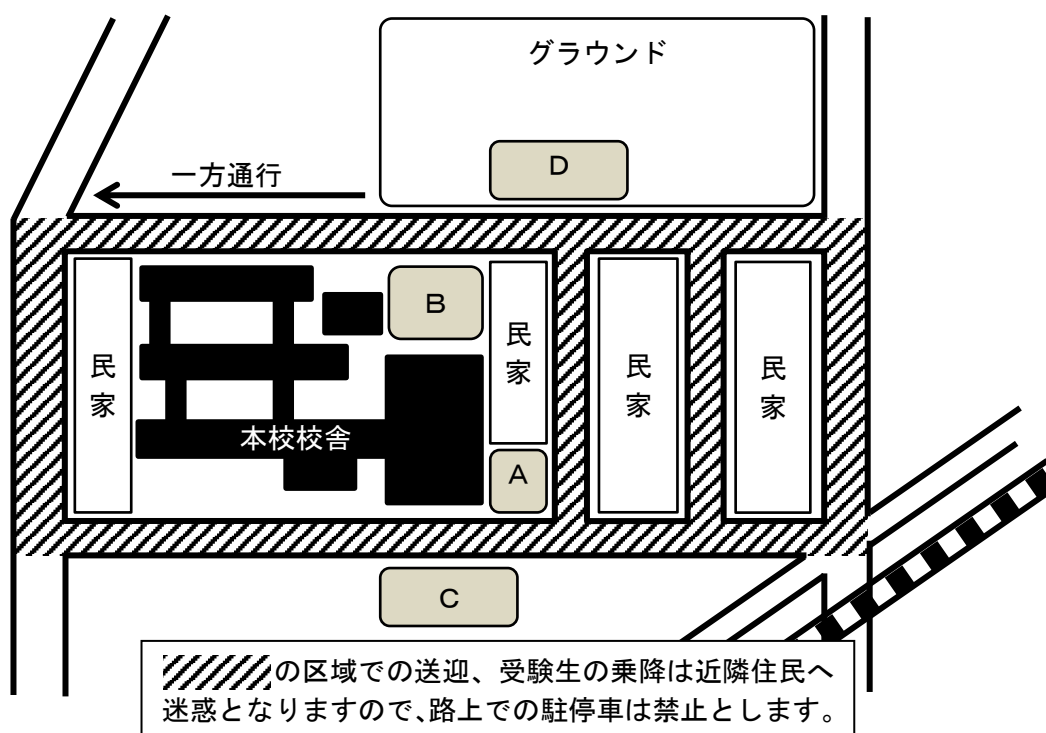 グラウンド
D
一方通行
B
民家
民家
民家
民家
本校校舎
A
C
の区域での送迎、受験生の乗降は近隣住民へ
迷惑となりますので、路上での駐停車は禁止とします。